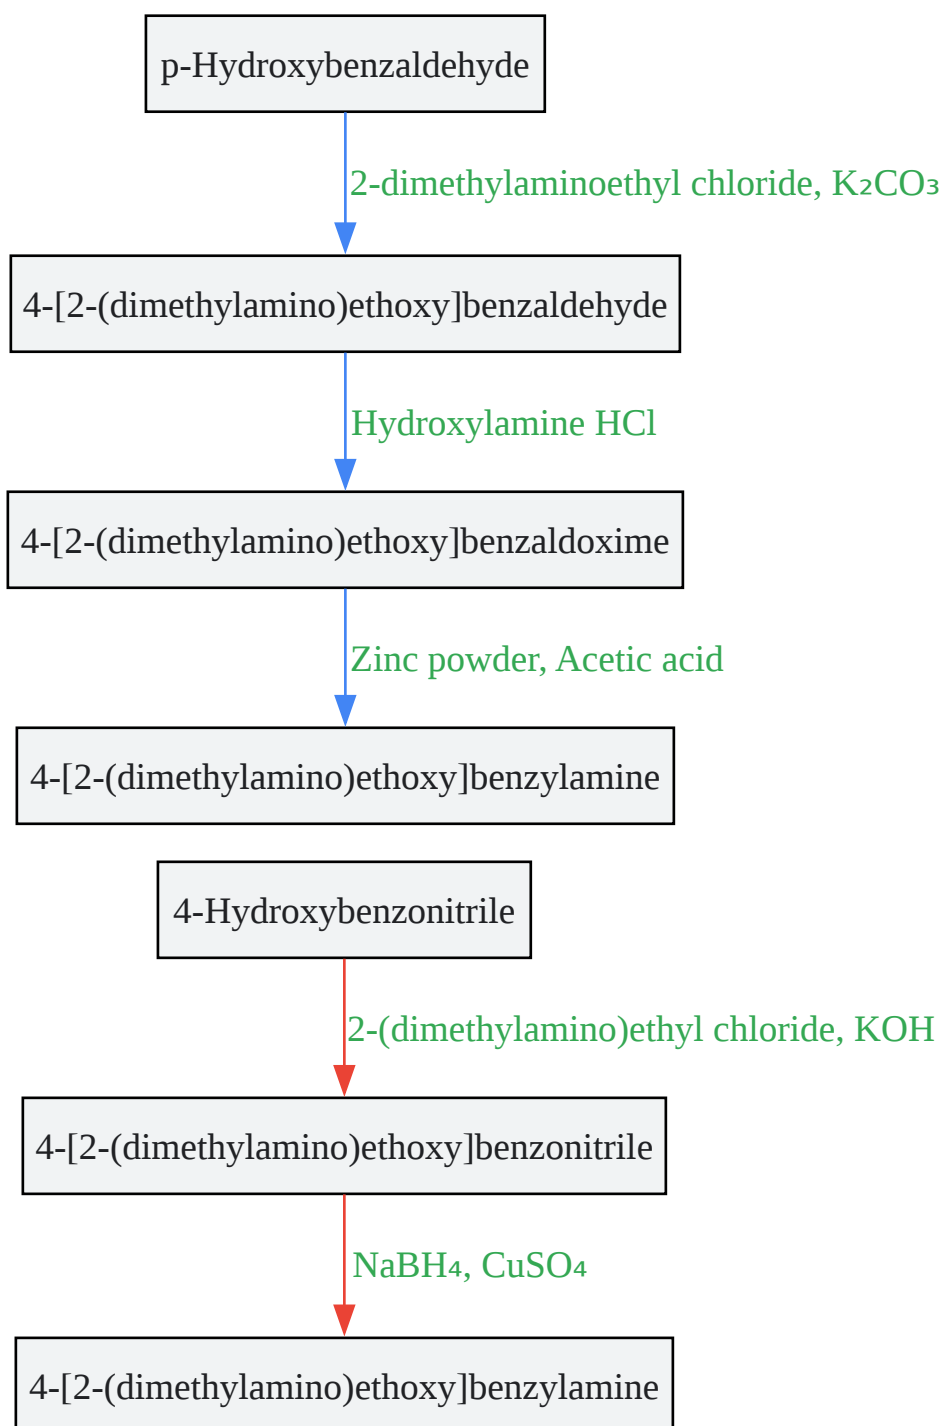 p-Hydroxybenzaldehyde
2-dimethylaminoethyl chloride, K₂CO₃
4-[2-(dimethylamino)ethoxy]benzaldehyde
Hydroxylamine HCl
4-[2-(dimethylamino)ethoxy]benzaldoxime
Zinc powder, Acetic acid
4-[2-(dimethylamino)ethoxy]benzylamine
4-Hydroxybenzonitrile
2-(dimethylamino)ethyl chloride, KOH
4-[2-(dimethylamino)ethoxy]benzonitrile
NaBH₄, CuSO₄
4-[2-(dimethylamino)ethoxy]benzylamine